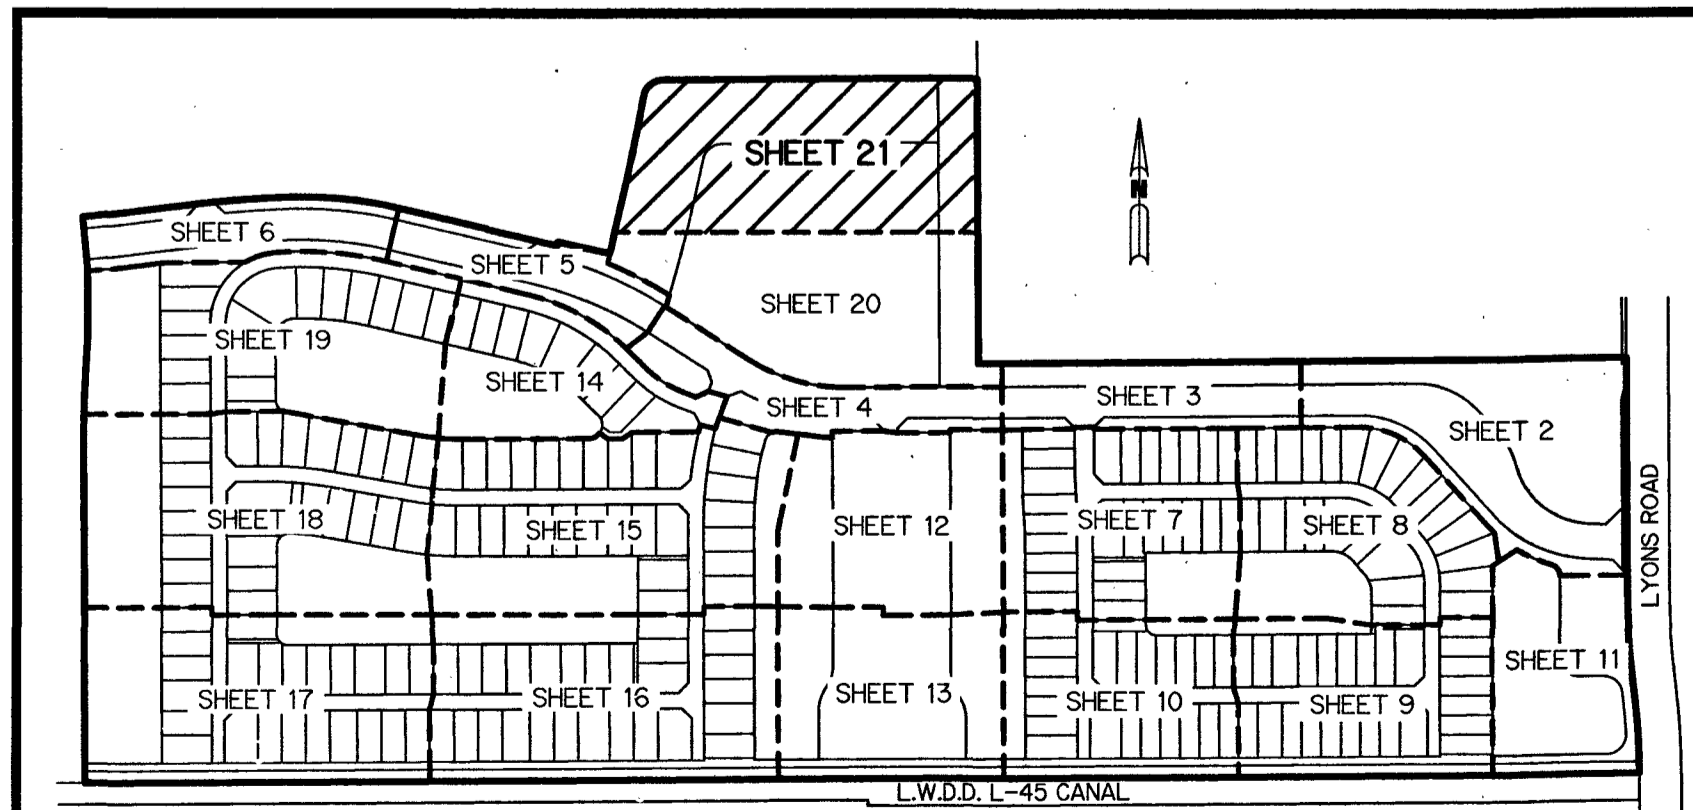 SHEET 21
N
SHEET 6
SHEET 5
SHEET 20
SHEET 19
SHEET 14
SHEET 4
SHEET 3
SHEET 2
SHEET 18
SHEET 15
SHEET 12
SHEET 7
SHEET 8
LYONS ROAD
SHEET 17
SHEET 16
SHEET 13
SHEET 10
SHEET 9
SHEET 11
L.W.D.D. L-45 CANAL